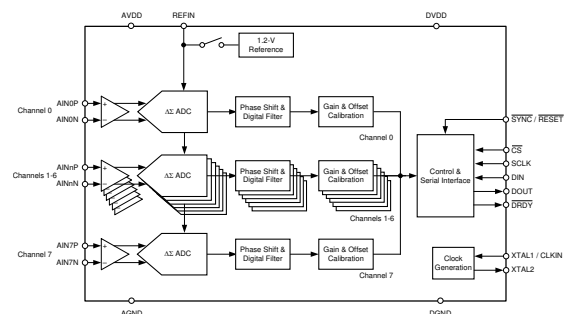 AVDD
REFIN
DVDD
1.2-V
Reference
AIN0P
Channel 0
AIN0N
+
−
ΔΣ ADC
Phase Shift &
Digital Filter
Gain & Offset
Calibration
Channel 0
SYNC / RESET
AINnP
Channels 1-6
AINnN
+
−
ΔΣ ADC
Phase Shift &
Digital Filter
Gain & Offset
Calibration
Channels 1-6
Control &
Serial Interface
CS
SCLK
DIN
DOUT
DRDY
AIN7P
Channel 7
AIN7N
+
−
ΔΣ ADC
Phase Shift &
Digital Filter
Gain & Offset
Calibration
Channel 7
Clock
Generation
XTAL1 / CLKIN
XTAL2
AGND
DGND